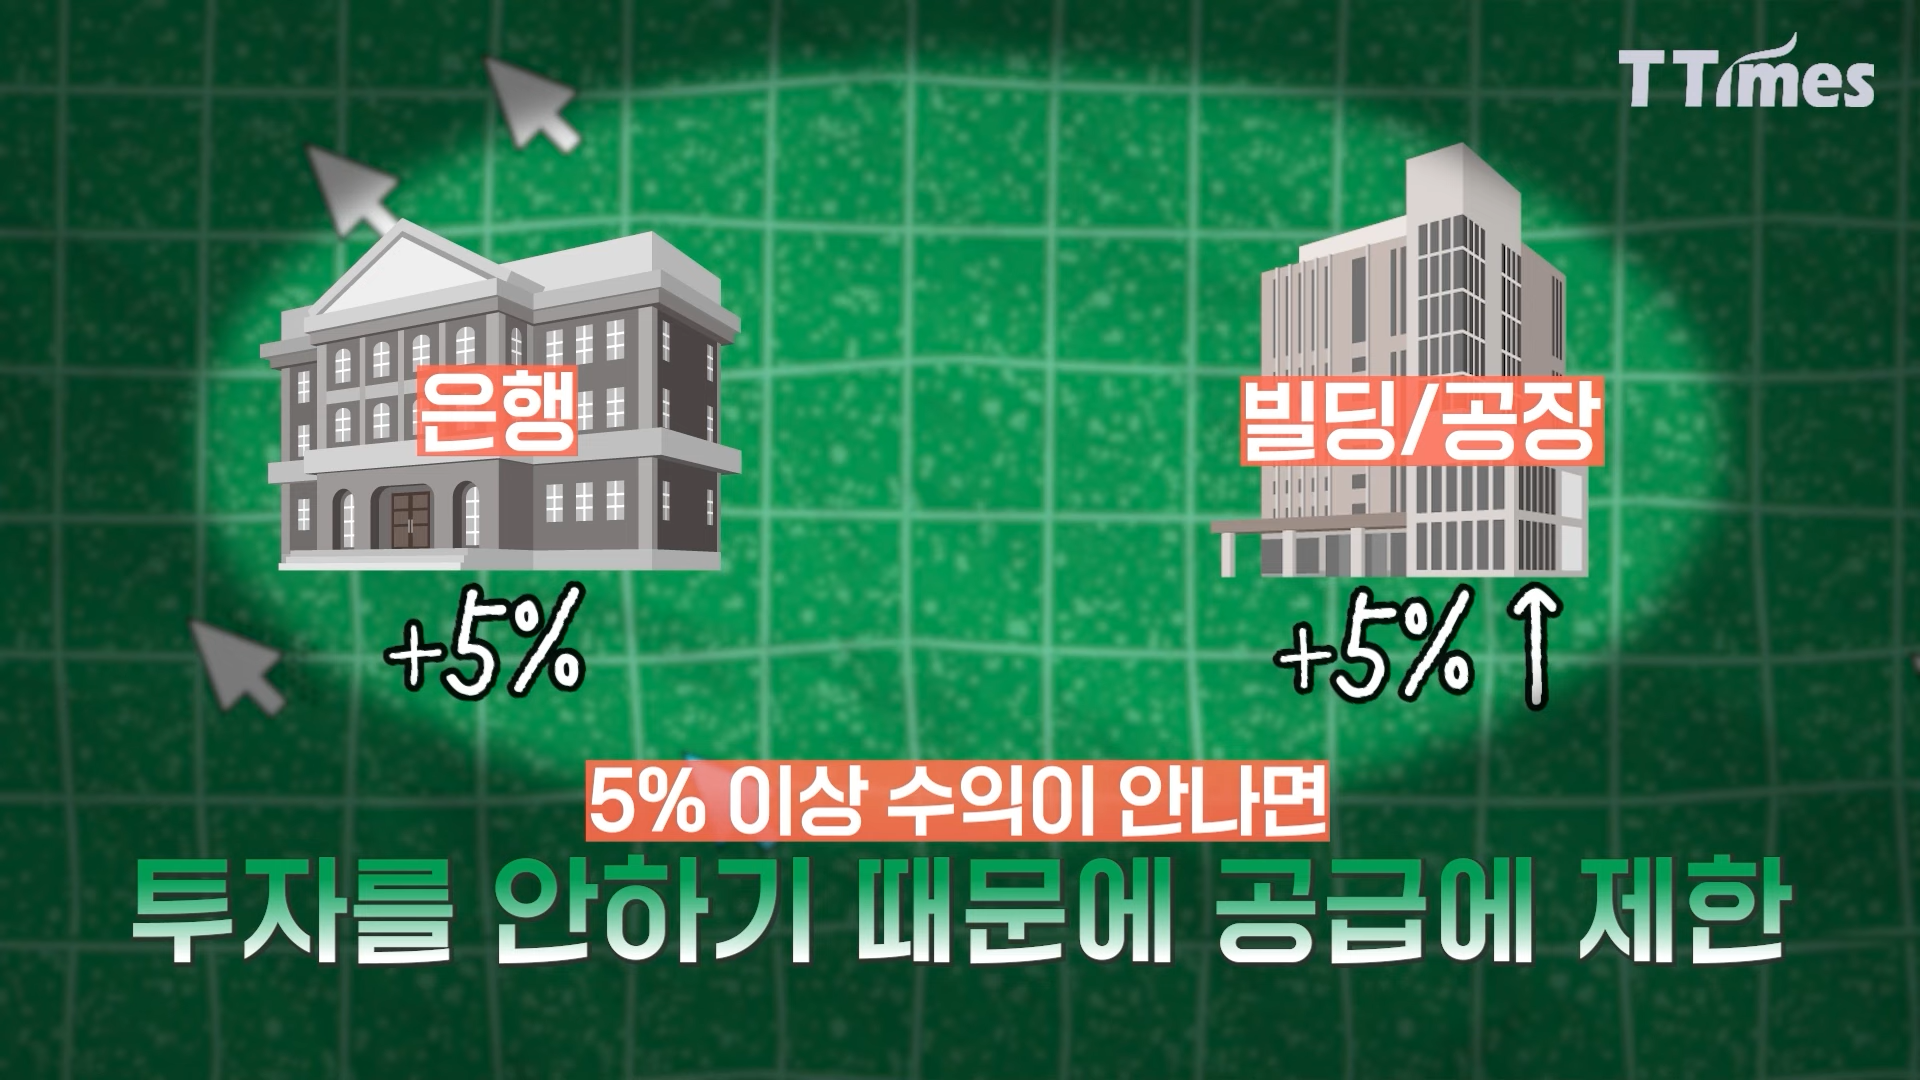 TTimes
은행
빌딩/공장
+5%
+5% ↑
5% 이상 수익이 안나면
투자를 안하기 때문에 공급에 제한